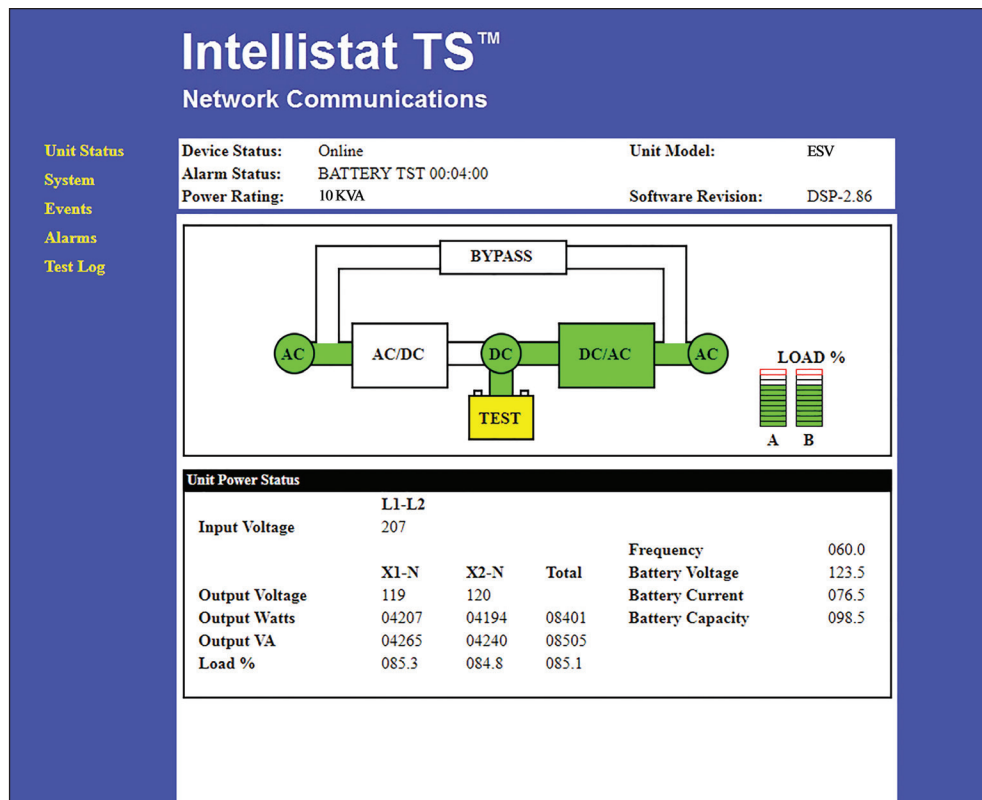 Intellistat TS™
Network Communications
Unit Status
System
Events
Alarms
Test Log
Device Status: Online Unit Model: ESV
Alarm Status: BATTERY TST 00:04:00
Power Rating: 10 KVA Software Revision: DSP-2.86
BYPASS
AC AC/DC DC DC/AC AC
TEST
LOAD %
A B
Unit Power Status
L1-L2
Input Voltage 207
Frequency 060.0
X1-N X2-N Total Battery Voltage 123.5
Output Voltage 119 120 Battery Current 076.5
Output Watts 04207 04194 08401 Battery Capacity 098.5
Output VA 04265 04240 08505
Load % 085.3 084.8 085.1